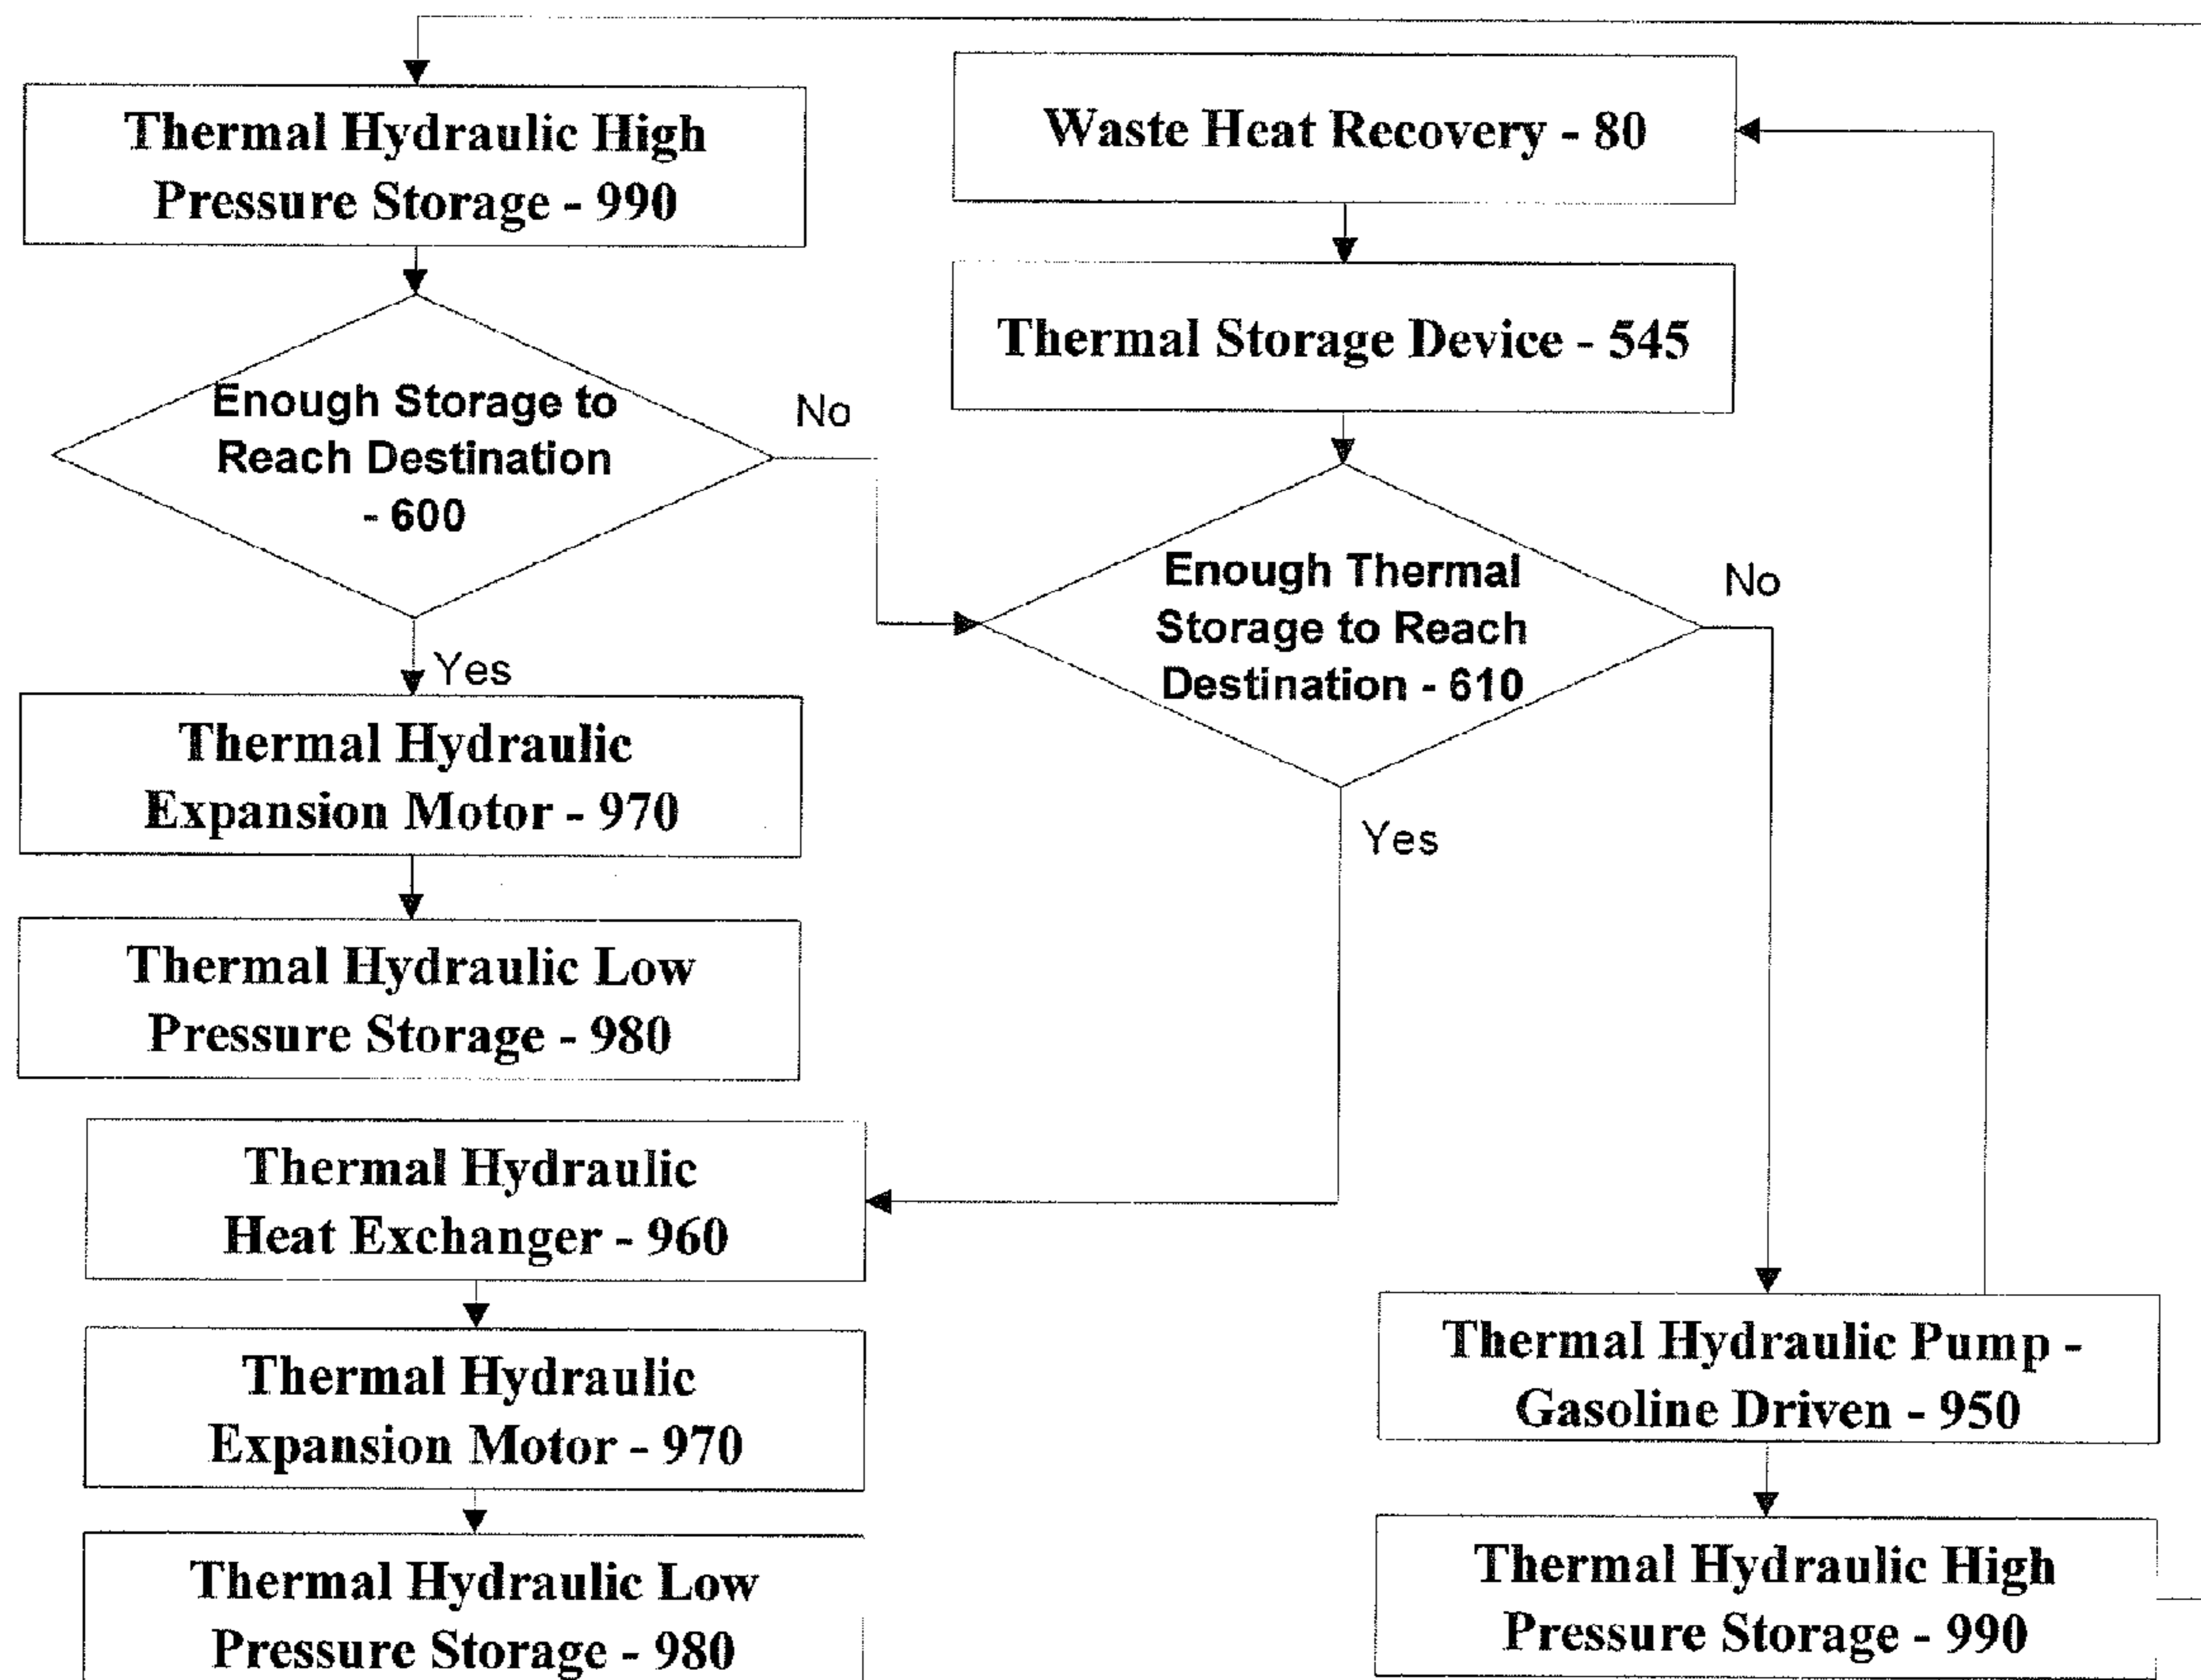 Thermal Hydraulic High
Pressure Storage - 990
Waste Heat Recovery - 80
Thermal Storage Device - 545
Enough Storage to
Reach Destination
- 600
No
Enough Thermal
Storage to Reach
Destination - 610
No
Yes
Thermal Hydraulic
Expansion Motor - 970
Yes
Thermal Hydraulic Low
Pressure Storage - 980
Thermal Hydraulic
Heat Exchanger - 960
Thermal Hydraulic
Expansion Motor - 970
Thermal Hydraulic Pump -
Gasoline Driven - 950
Thermal Hydraulic Low
Pressure Storage - 980
Thermal Hydraulic High
Pressure Storage - 990